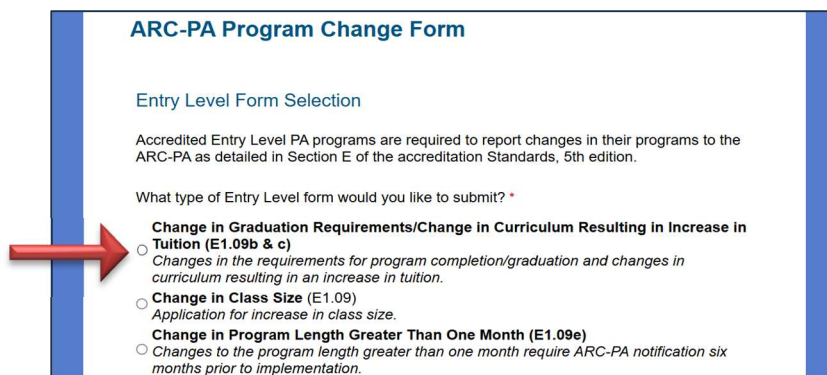 ARC-PA Program Change Form
Entry Level Form Selection
Accredited Entry Level PA programs are required to report changes in their programs to the
ARC-PA as detailed in Section E of the accreditation Standards, 5th edition.
What type of Entry Level form would you like to submit? *
Change in Graduation Requirements/Change in Curriculum Resulting in Increase in
Tuition (E1.09b & c)
Changes in the requirements for program completion/graduation and changes in
curriculum resulting in an increase in tuition.
Change in Class Size (E1.09)
Application for increase in class size.
Change in Program Length Greater Than One Month (E1.09e)
Changes to the program length greater than one month require ARC-PA notification six
months prior to implementation.